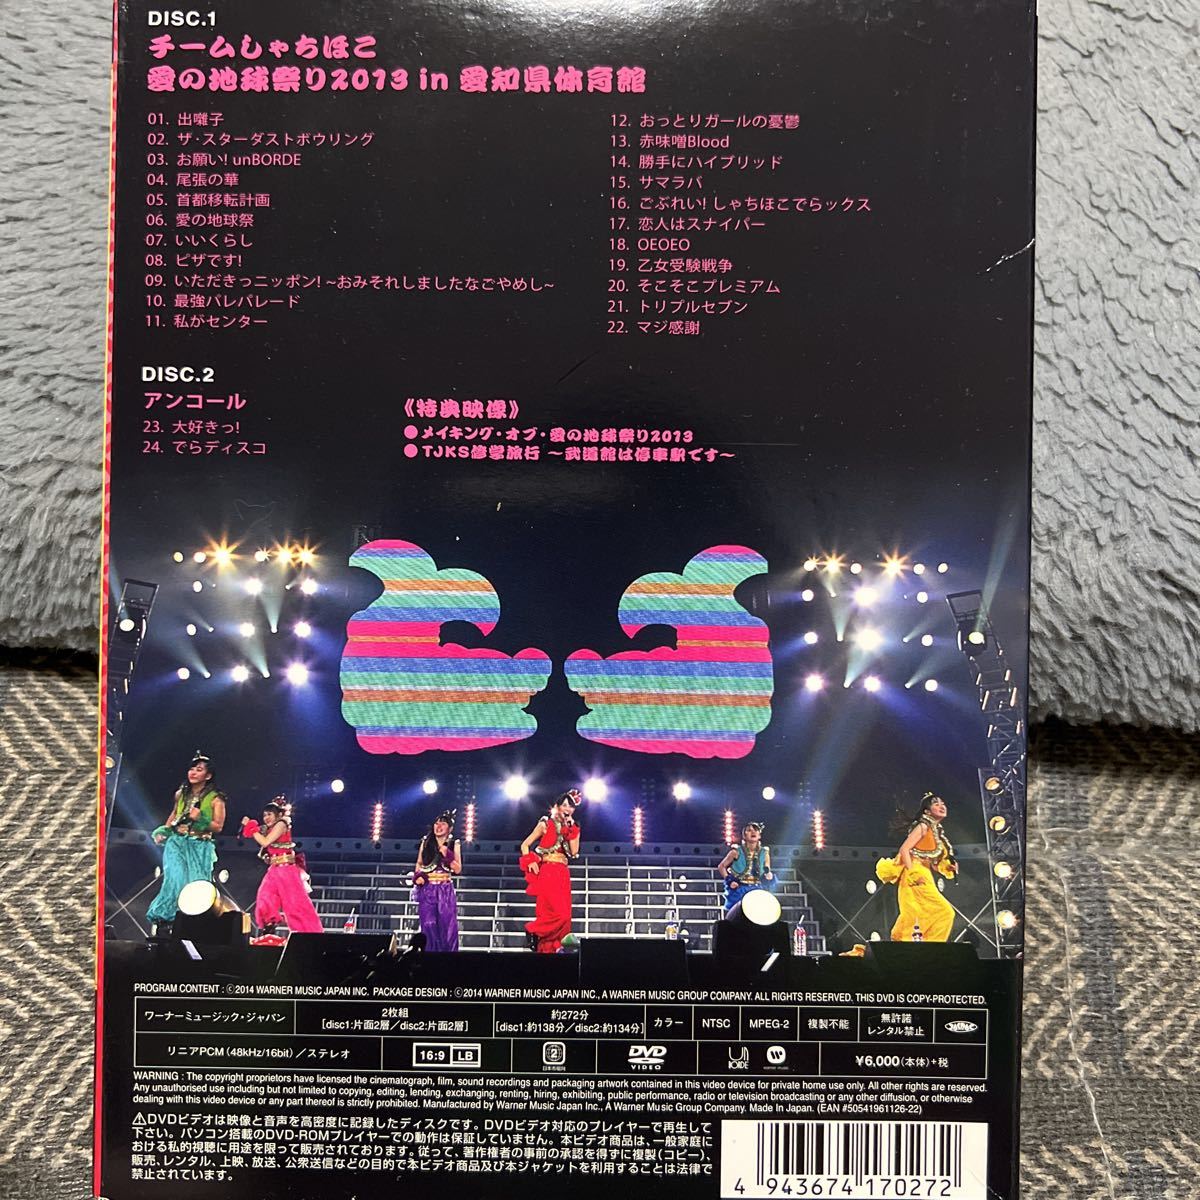 DISC.1
チームしゃちほこ
愛の地球祭り2013 in 愛知県体育館
01. 出囃子
02. ザ・スターダストボウリング
03. お願い! unBORDE
04. 尾張の華
05. 首都移転計画
06. 愛の地球祭
07. いいくらし
08. ピザです!
09. いただきっニッポン! ~おみそれしましたなごやめし~
10. 最強パレパレード
11. 私がセンター
12. おっとりガールの憂鬱
13. 赤味噌Blood
14. 勝手にハイブリッド
15. サマラバ
16. ごぶれい! しゃちほこでらックス
17. 恋人はスナイパー
18. OEOEO
19. 乙女受験戦争
20. そこそこプレミアム
21. トリプルセブン
22. マジ感謝
DISC.2
アンコール
23. 大好きっ!
24. でらディスコ
《特典映像》
●メイキング・オブ・愛の地球祭り2013
●TJKS修学旅行 ～武道館は停車駅です～
PROGRAM CONTENT : ©2014 WARNER MUSIC JAPAN INC. PACKAGE DESIGN : ©2014 WARNER MUSIC JAPAN INC., A WARNER MUSIC GROUP COMPANY. ALL RIGHTS RESERVED. THIS DVD IS COPY-PROTECTED.
ワーナーミュージック・ジャパン
2枚組
[disc1:片面2層/disc2:片面2層]
約272分
[disc1:約138分/disc2:約134分]
カラー
NTSC
MPEG-2
複製不能
無許諾
レンタル禁止
リニアPCM (48kHz/16bit) /ステレオ
16:9 LB
2
日本市場向
DVD
VIDEO
UN
BORDE
¥6,000(本体)+税
WARNING : The copyright proprietors have licensed the cinematograph, film, sound recordings and packaging artwork contained in this video device for private home use only. All other rights are reserved.
Any unauthorised use including but not limited to copying, editing, lending, exchanging, renting, hiring, exhibiting, public performance, radio or television broadcasting or any other diffusion, or otherwise
dealing with this device or any part thereof is strictly prohibited. Manufactured by Warner Music Japan Inc., A Warner Music Group Company. Made In Japan. (EAN #50541961126-22)
⚠DVDビデオは映像と音声を高密度に記録したディスクです。DVDビデオ対応のプレイヤーで再生して
下さい。パソコン搭載のDVD-ROMプレイヤーでの動作は保証していません。本ビデオ商品は、一般家庭に
おける私的視聴に用途を限って販売されております。従って、著作権者の事前の承認を得ずに複製(コピー)、
販売、レンタル、上映、放送、公衆送信などの目的で本ビデオ商品及び本ジャケットを利用することは法律で
禁止されています。
4 943674 170272